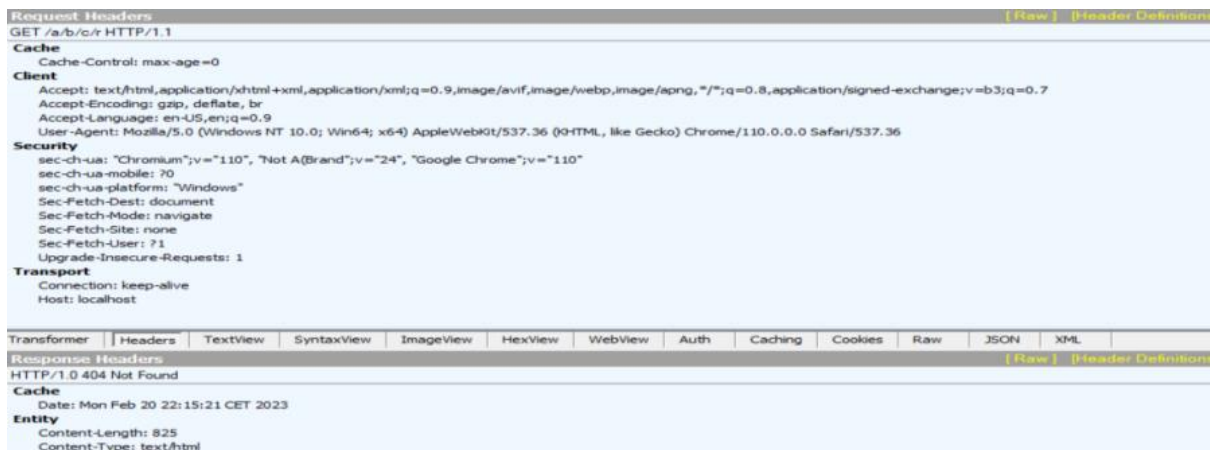 Request Headers [ Raw ] [Header Definitions
GET /a/b/c/r HTTP/1.1
Cache
Cache-Control: max-age=0
Client
Accept: text/html,application/xhtml+xml,application/xml;q=0.9,image/avif,image/webp,image/apng,*/*;q=0.8,application/signed-exchange;v=b3;q=0.7
Accept-Encoding: gzip, deflate, br
Accept-Language: en-US,en;q=0.9
User-Agent: Mozilla/5.0 (Windows NT 10.0; Win64; x64) AppleWebKit/537.36 (KHTML, like Gecko) Chrome/110.0.0.0 Safari/537.36
Security
sec-ch-ua: "Chromium";v="110", "Not A(Brand";v="24", "Google Chrome";v="110"
sec-ch-ua-mobile: ?0
sec-ch-ua-platform: "Windows"
Sec-Fetch-Dest: document
Sec-Fetch-Mode: navigate
Sec-Fetch-Site: none
Sec-Fetch-User: ?1
Upgrade-Insecure-Requests: 1
Transport
Connection: keep-alive
Host: localhost
Transformer Headers TextView SyntaxView ImageView HexView WebView Auth Caching Cookies Raw JSON XML
Response Headers [ Raw ] [Header Definitions
HTTP/1.0 404 Not Found
Cache
Date: Mon Feb 20 22:15:21 CET 2023
Entity
Content-Length: 825
Content-Type: text/html